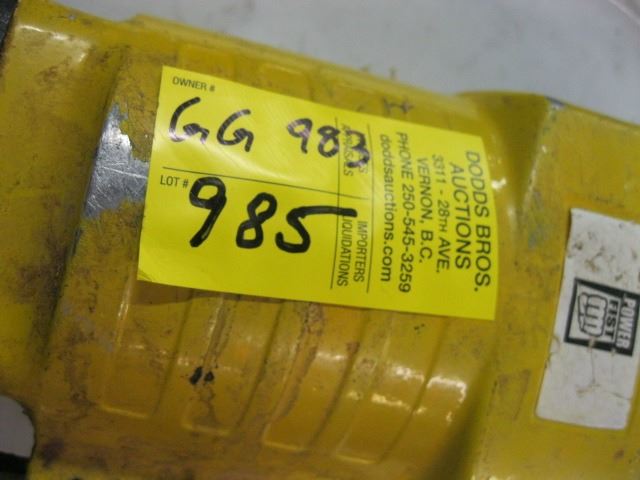 OWNER #
GG 983
LOT #
985
APPRAISALS
IMPORTERS
LIQUIDATIONS
DODDS BROS.
AUCTIONS
3311 - 28TH AVE.
VERNON, B.C.
PHONE 250-545-3259
doddsauctions.com
POWER
FIST